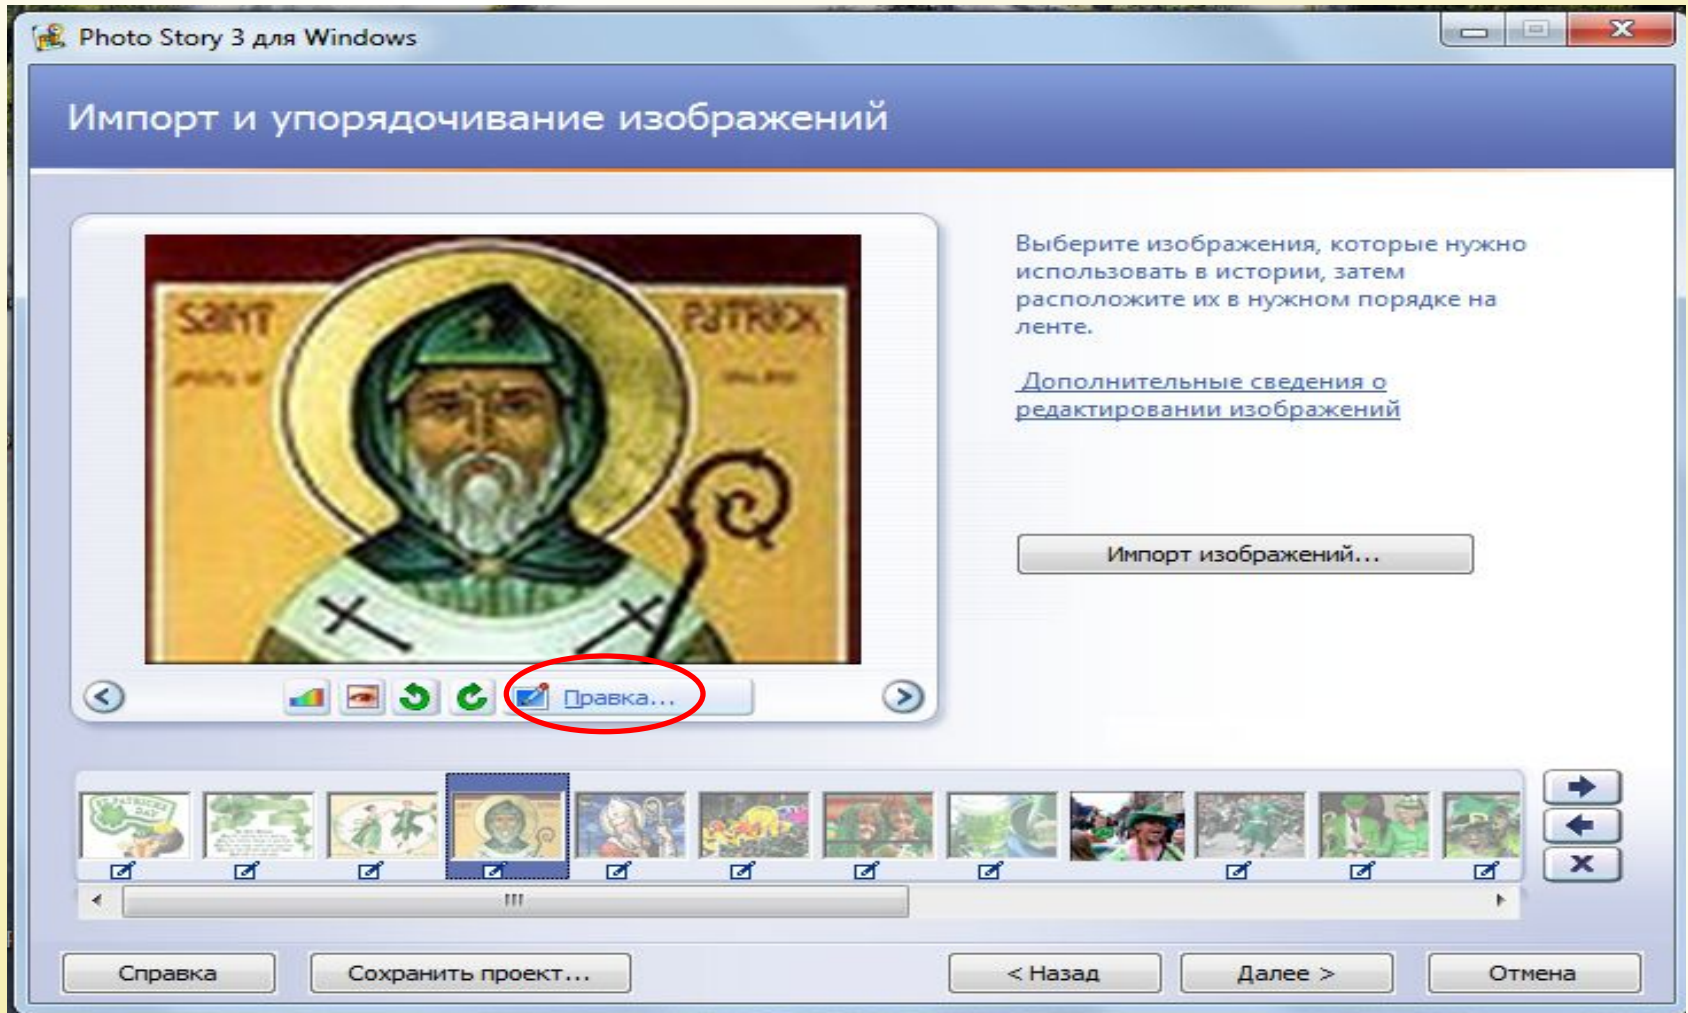 Photo Story 3 для Windows
Импорт и упорядочивание изображений
SAINT PATRICK
Выберите изображения, которые нужно
использовать в истории, затем
расположите их в нужном порядке на
ленте.
Дополнительные сведения о
редактировании изображений
Импорт изображений...
Правка...
Справка
Сохранить проект...
< Назад
Далее >
Отмена